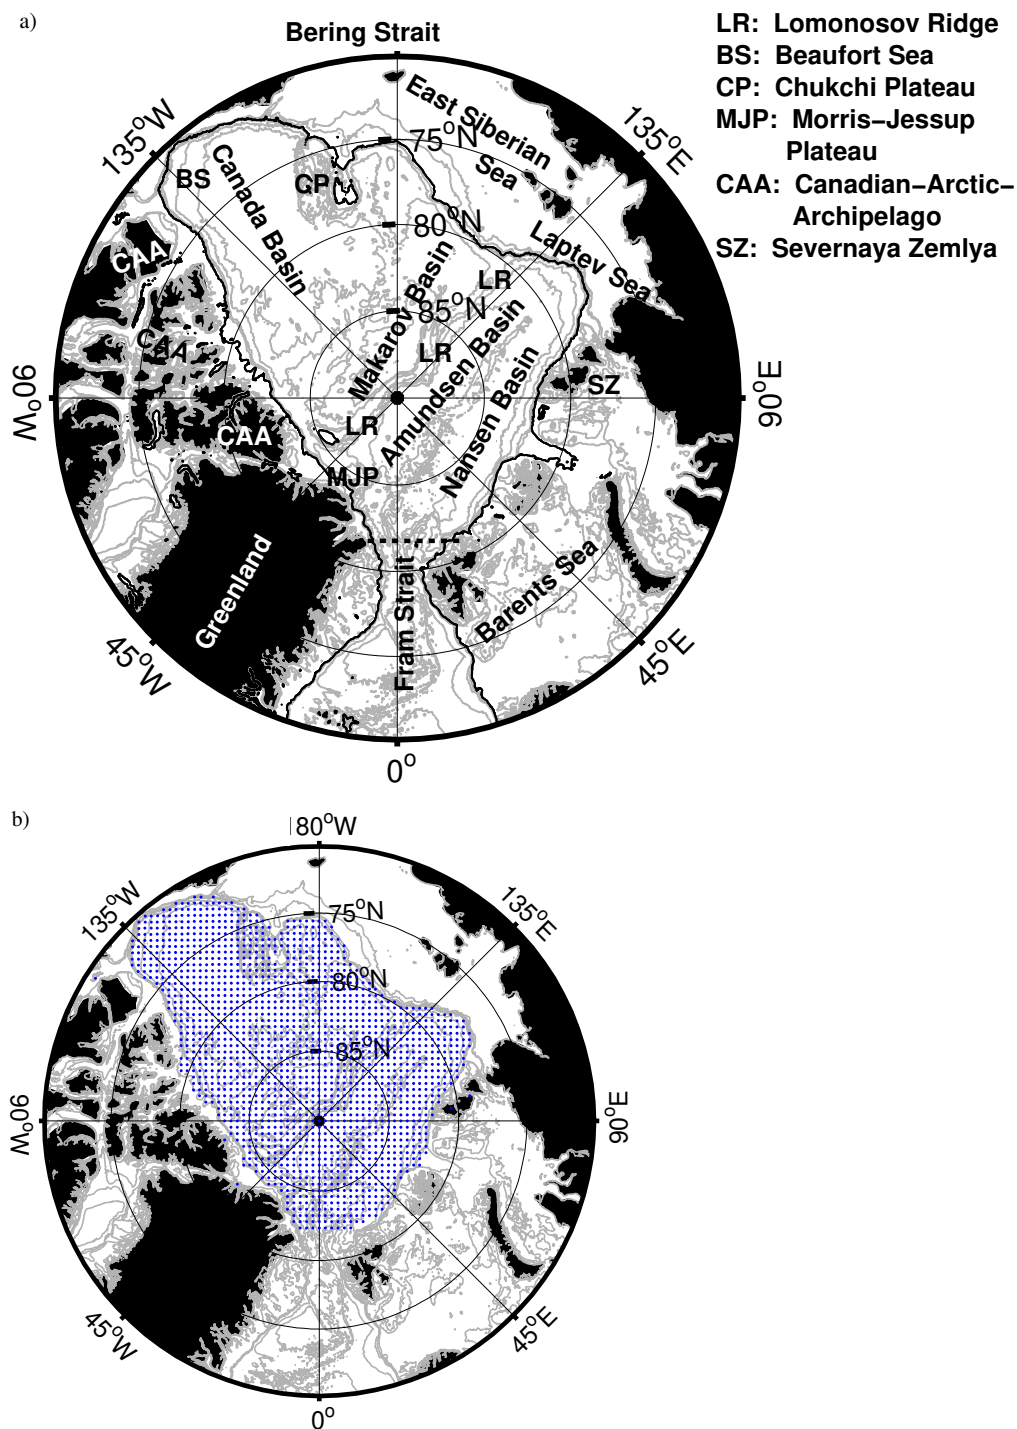 a)
Bering Strait
LR: Lomonosov Ridge
BS: Beaufort Sea
CP: Chukchi Plateau
MJP: Morris-Jessup
Plateau
CAA: Canadian-Arctic-
Archipelago
SZ: Severnaya Zemlya
135°W
135°E
East Siberian
Sea
75°N
BS
Canada Basin
CP
80°N
Laptev Sea
CAA
LR
85°N
Makarov Basin
CAA
LR
Amundsen Basin
Nansen Basin
SZ
90°W
90°E
LR
CAA
MJP
Greenland
Fram Strait
Barents Sea
45°W
45°E
0°
b)
80°W
135°W
135°E
75°N
80°N
85°N
90°W
90°E
45°W
45°E
0°